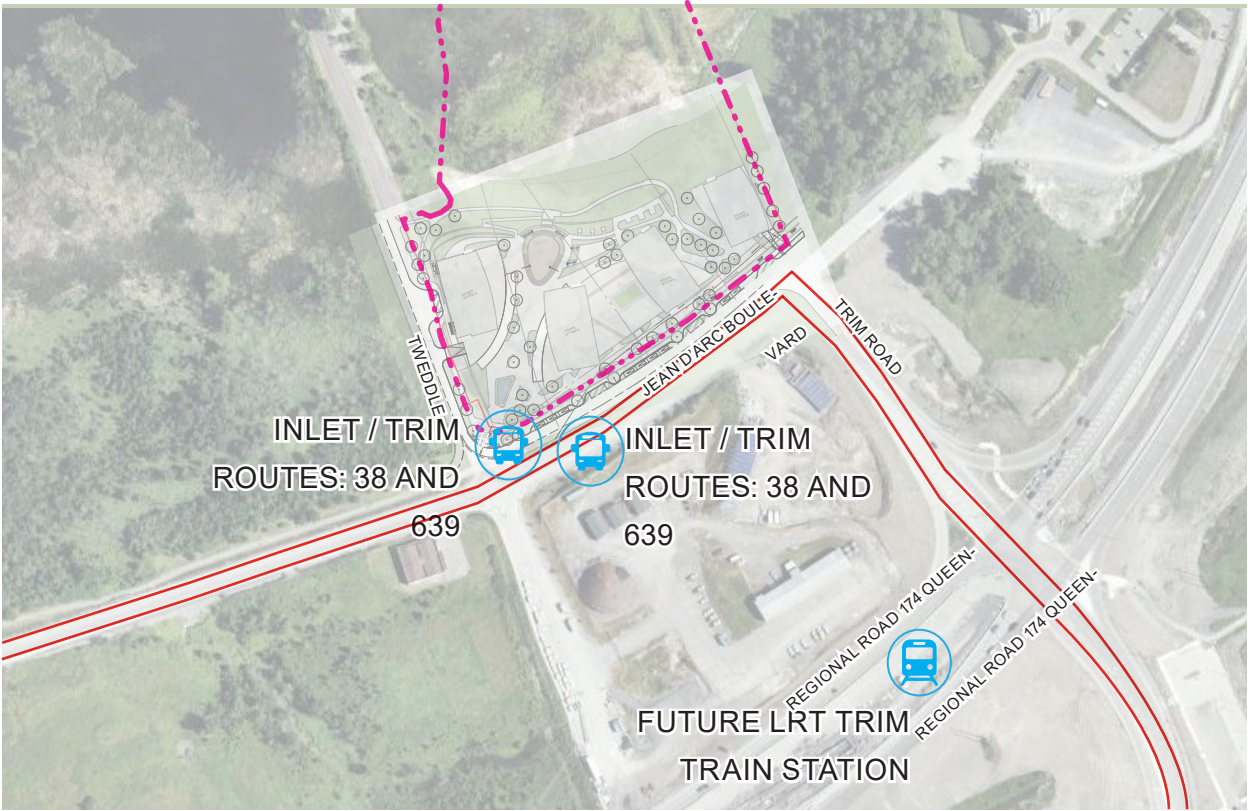 JEAN D'ARC BOULE-
VARD
TRIM ROAD
TWEDDLE
INLET / TRIM
ROUTES: 38 AND
639
INLET / TRIM
ROUTES: 38 AND
639
REGIONAL ROAD 174 QUEEN-
REGIONAL ROAD 174 QUEEN-
FUTURE LRT TRIM
TRAIN STATION